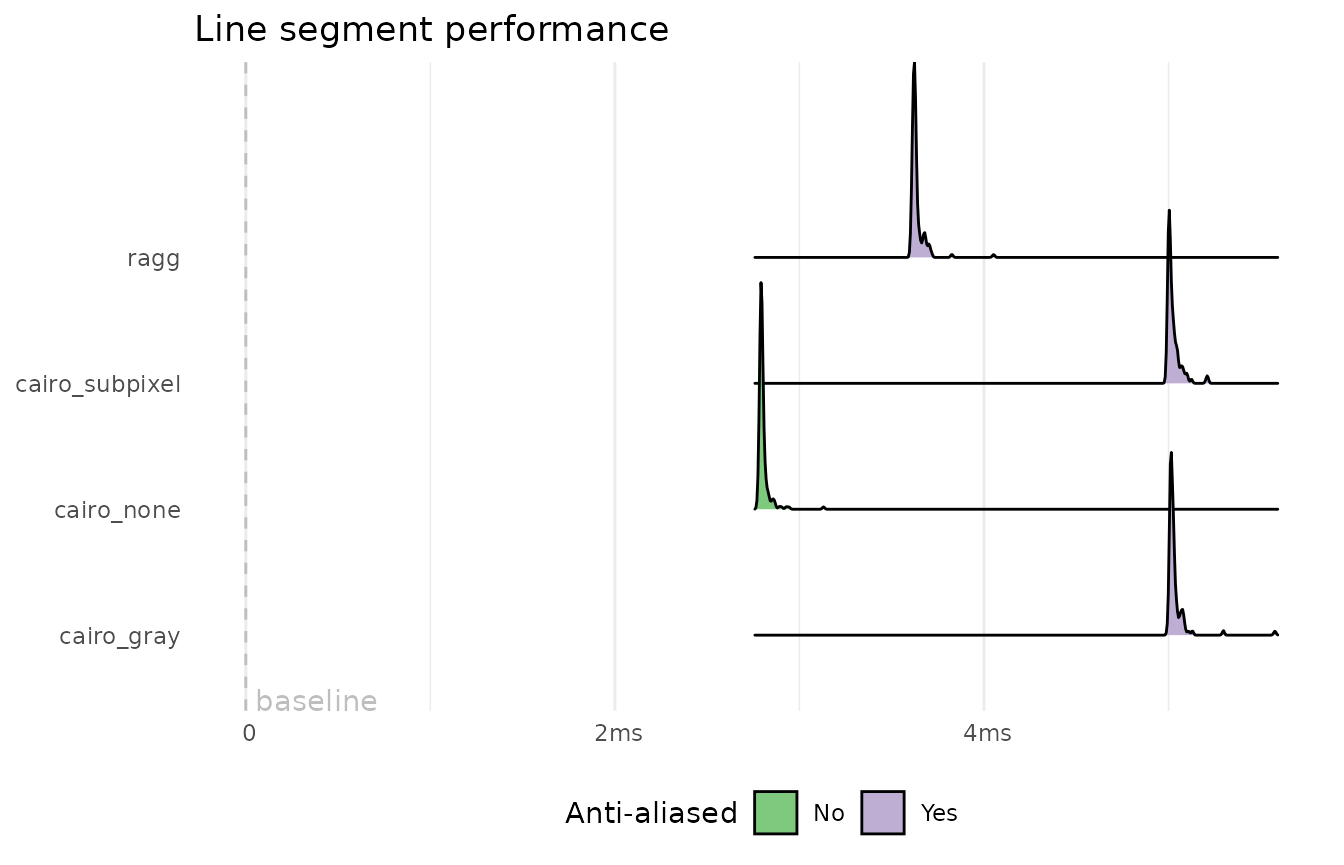 Line segment performance
ragg
cairo_subpixel
cairo_none
cairo_gray
baseline
0 2ms 4ms
Anti-aliased No Yes